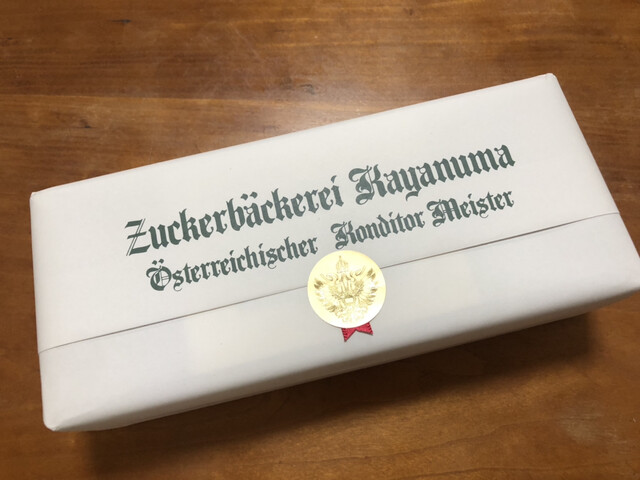 Zuckerbäckerei Kayanuma
Österreichischer Konditor Meister